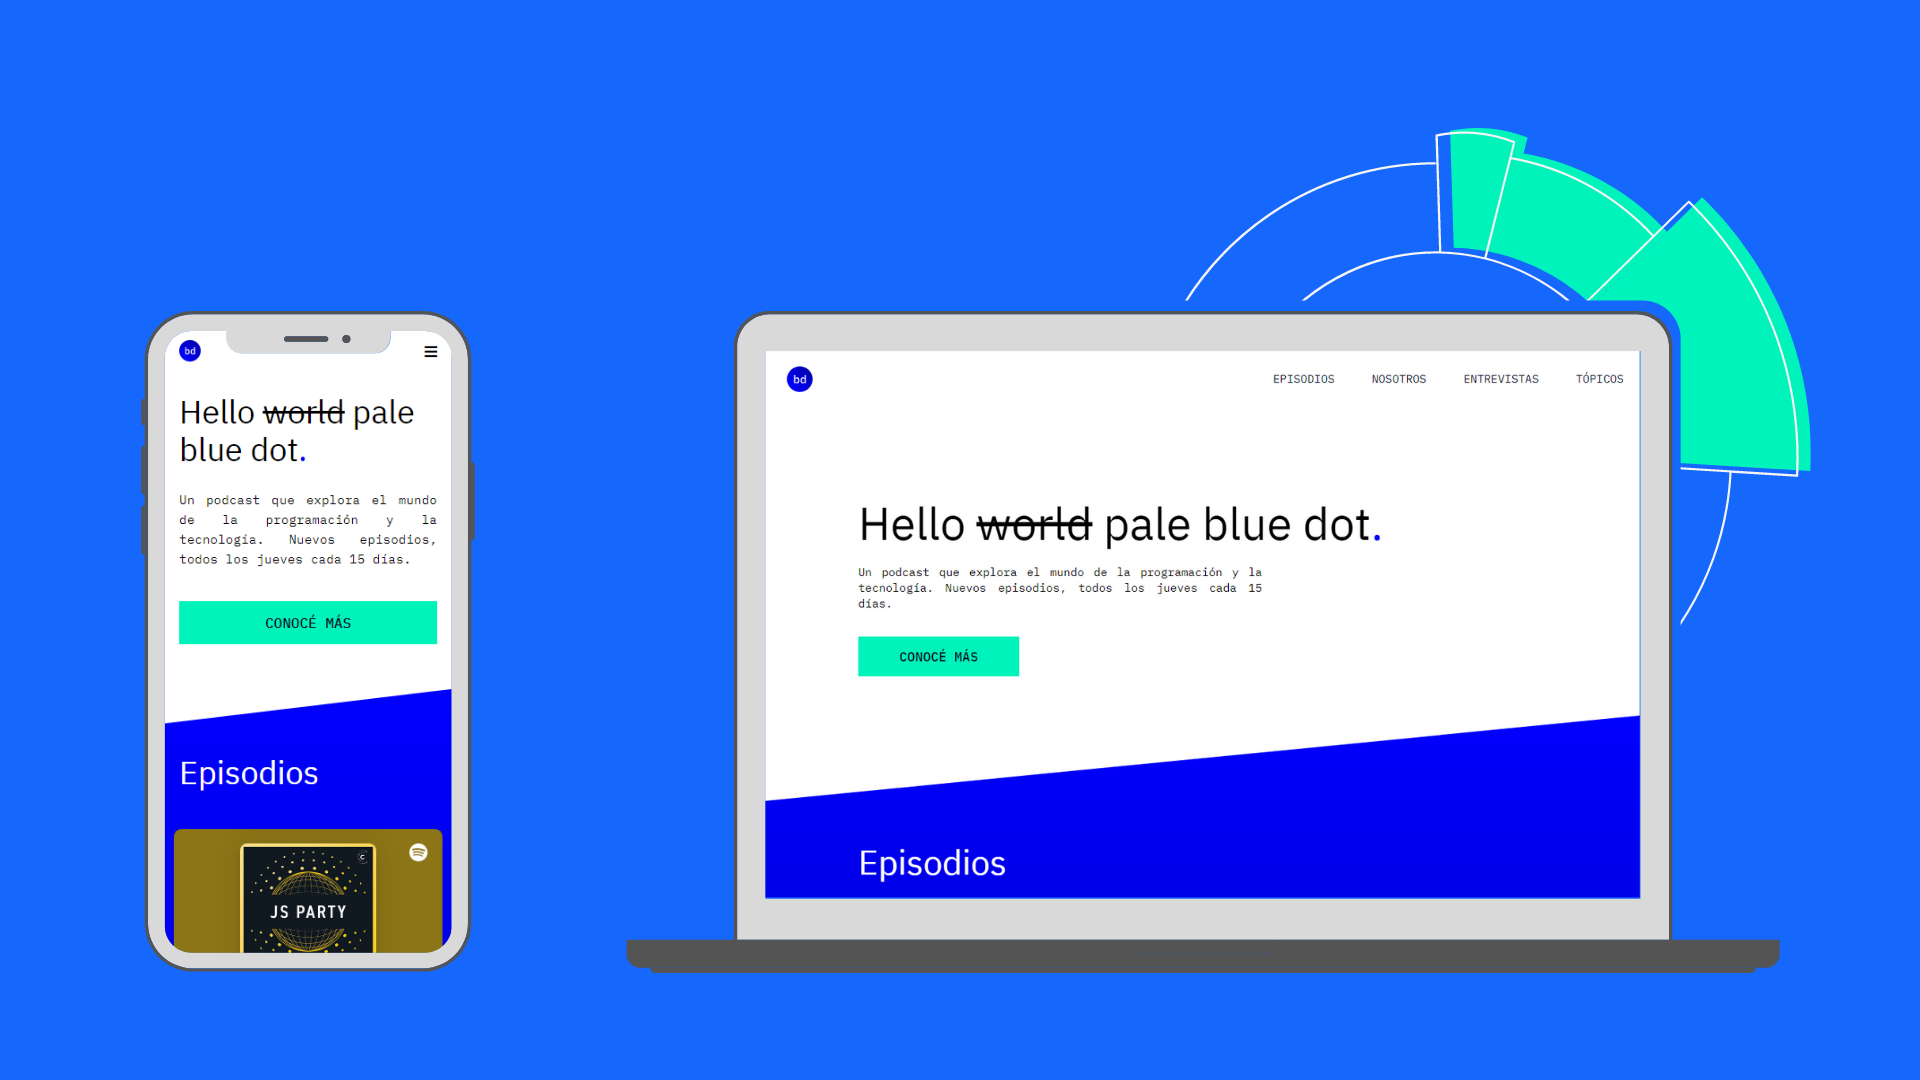 bd
Hello world pale
blue dot.
Un podcast que explora el mundo
de la programación y la
tecnología. Nuevos episodios,
todos los jueves cada 15 días.
CONOCÉ MÁS
Episodios
JS PARTY
bd
EPISODIOS NOSOTROS ENTREVISTAS TÓPICOS
Hello world pale blue dot.
Un podcast que explora el mundo de la programación y la
tecnología. Nuevos episodios, todos los jueves cada 15
días.
CONOCÉ MÁS
Episodios